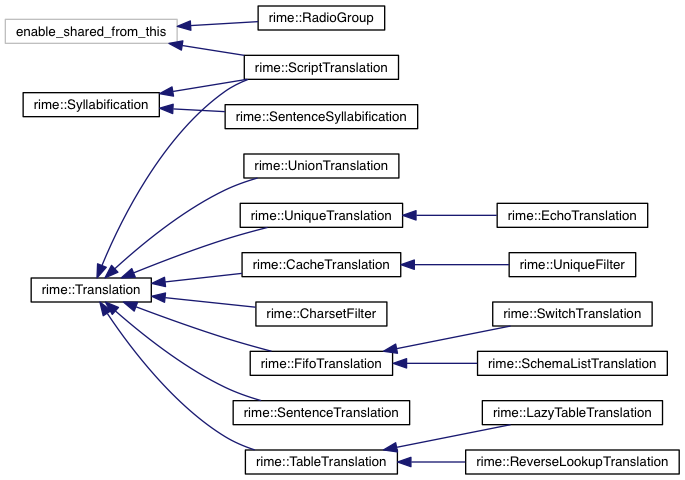 rime::RadioGroup
enable_shared_from_this
rime::ScriptTranslation
rime::Syllabification
rime::SentenceSyllabification
rime::UnionTranslation
rime::UniqueTranslation
rime::EchoTranslation
rime::CacheTranslation
rime::UniqueFilter
rime::Translation
rime::CharsetFilter
rime::SwitchTranslation
rime::FifoTranslation
rime::SchemaListTranslation
rime::SentenceTranslation
rime::LazyTableTranslation
rime::TableTranslation
rime::ReverseLookupTranslation